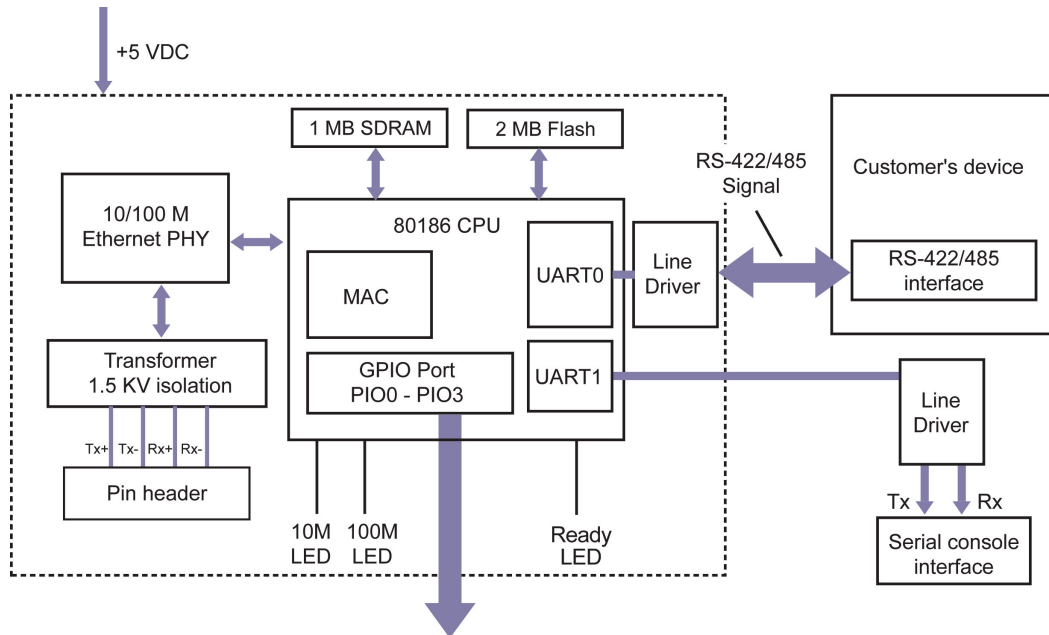 +5 VDC
1 MB SDRAM
2 MB Flash
RS-422/485
Signal
Customer's device
10/100 M
Ethernet PHY
80186 CPU
UART0
Line
Driver
RS-422/485
interface
MAC
Transformer
1.5 KV isolation
GPIO Port
PIO0 - PIO3
UART1
Line
Driver
Tx+
Tx-
Rx+
Rx-
Pin header
Tx
Rx
10M
LED
100M
LED
Ready
LED
Serial console
interface